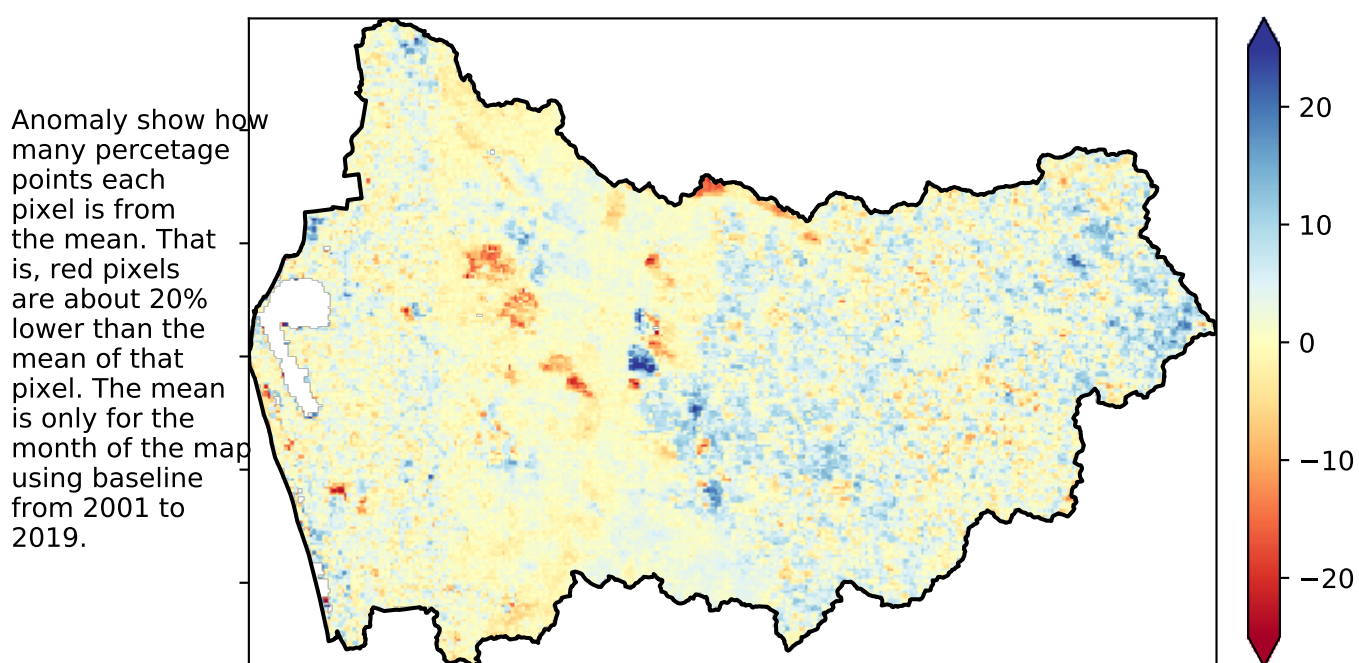 Anomaly show how
many percetage
points each
pixel is from
the mean. That
is, red pixels
are about 20%
lower than the
mean of that
pixel. The mean
is only for the
month of the map
using baseline
from 2001 to
2019.
20
10
0
−10
−20